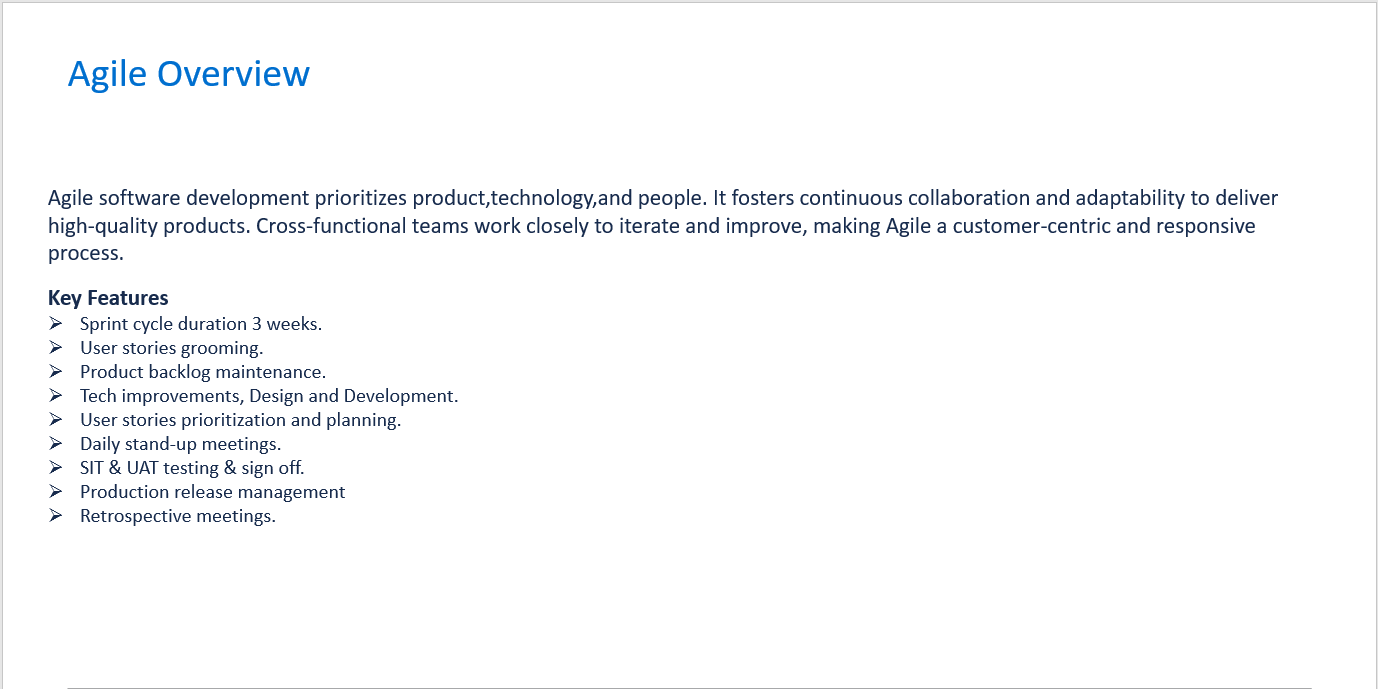 Agile Overview
Agile software development prioritizes product,technology,and people. It fosters continuous collaboration and adaptability to deliver
high-quality products. Cross-functional teams work closely to iterate and improve, making Agile a customer-centric and responsive
process.
Key Features
➢ Sprint cycle duration 3 weeks.
➢ User stories grooming.
➢ Product backlog maintenance.
➢ Tech improvements, Design and Development.
➢ User stories prioritization and planning.
➢ Daily stand-up meetings.
➢ SIT & UAT testing & sign off.
➢ Production release management
➢ Retrospective meetings.